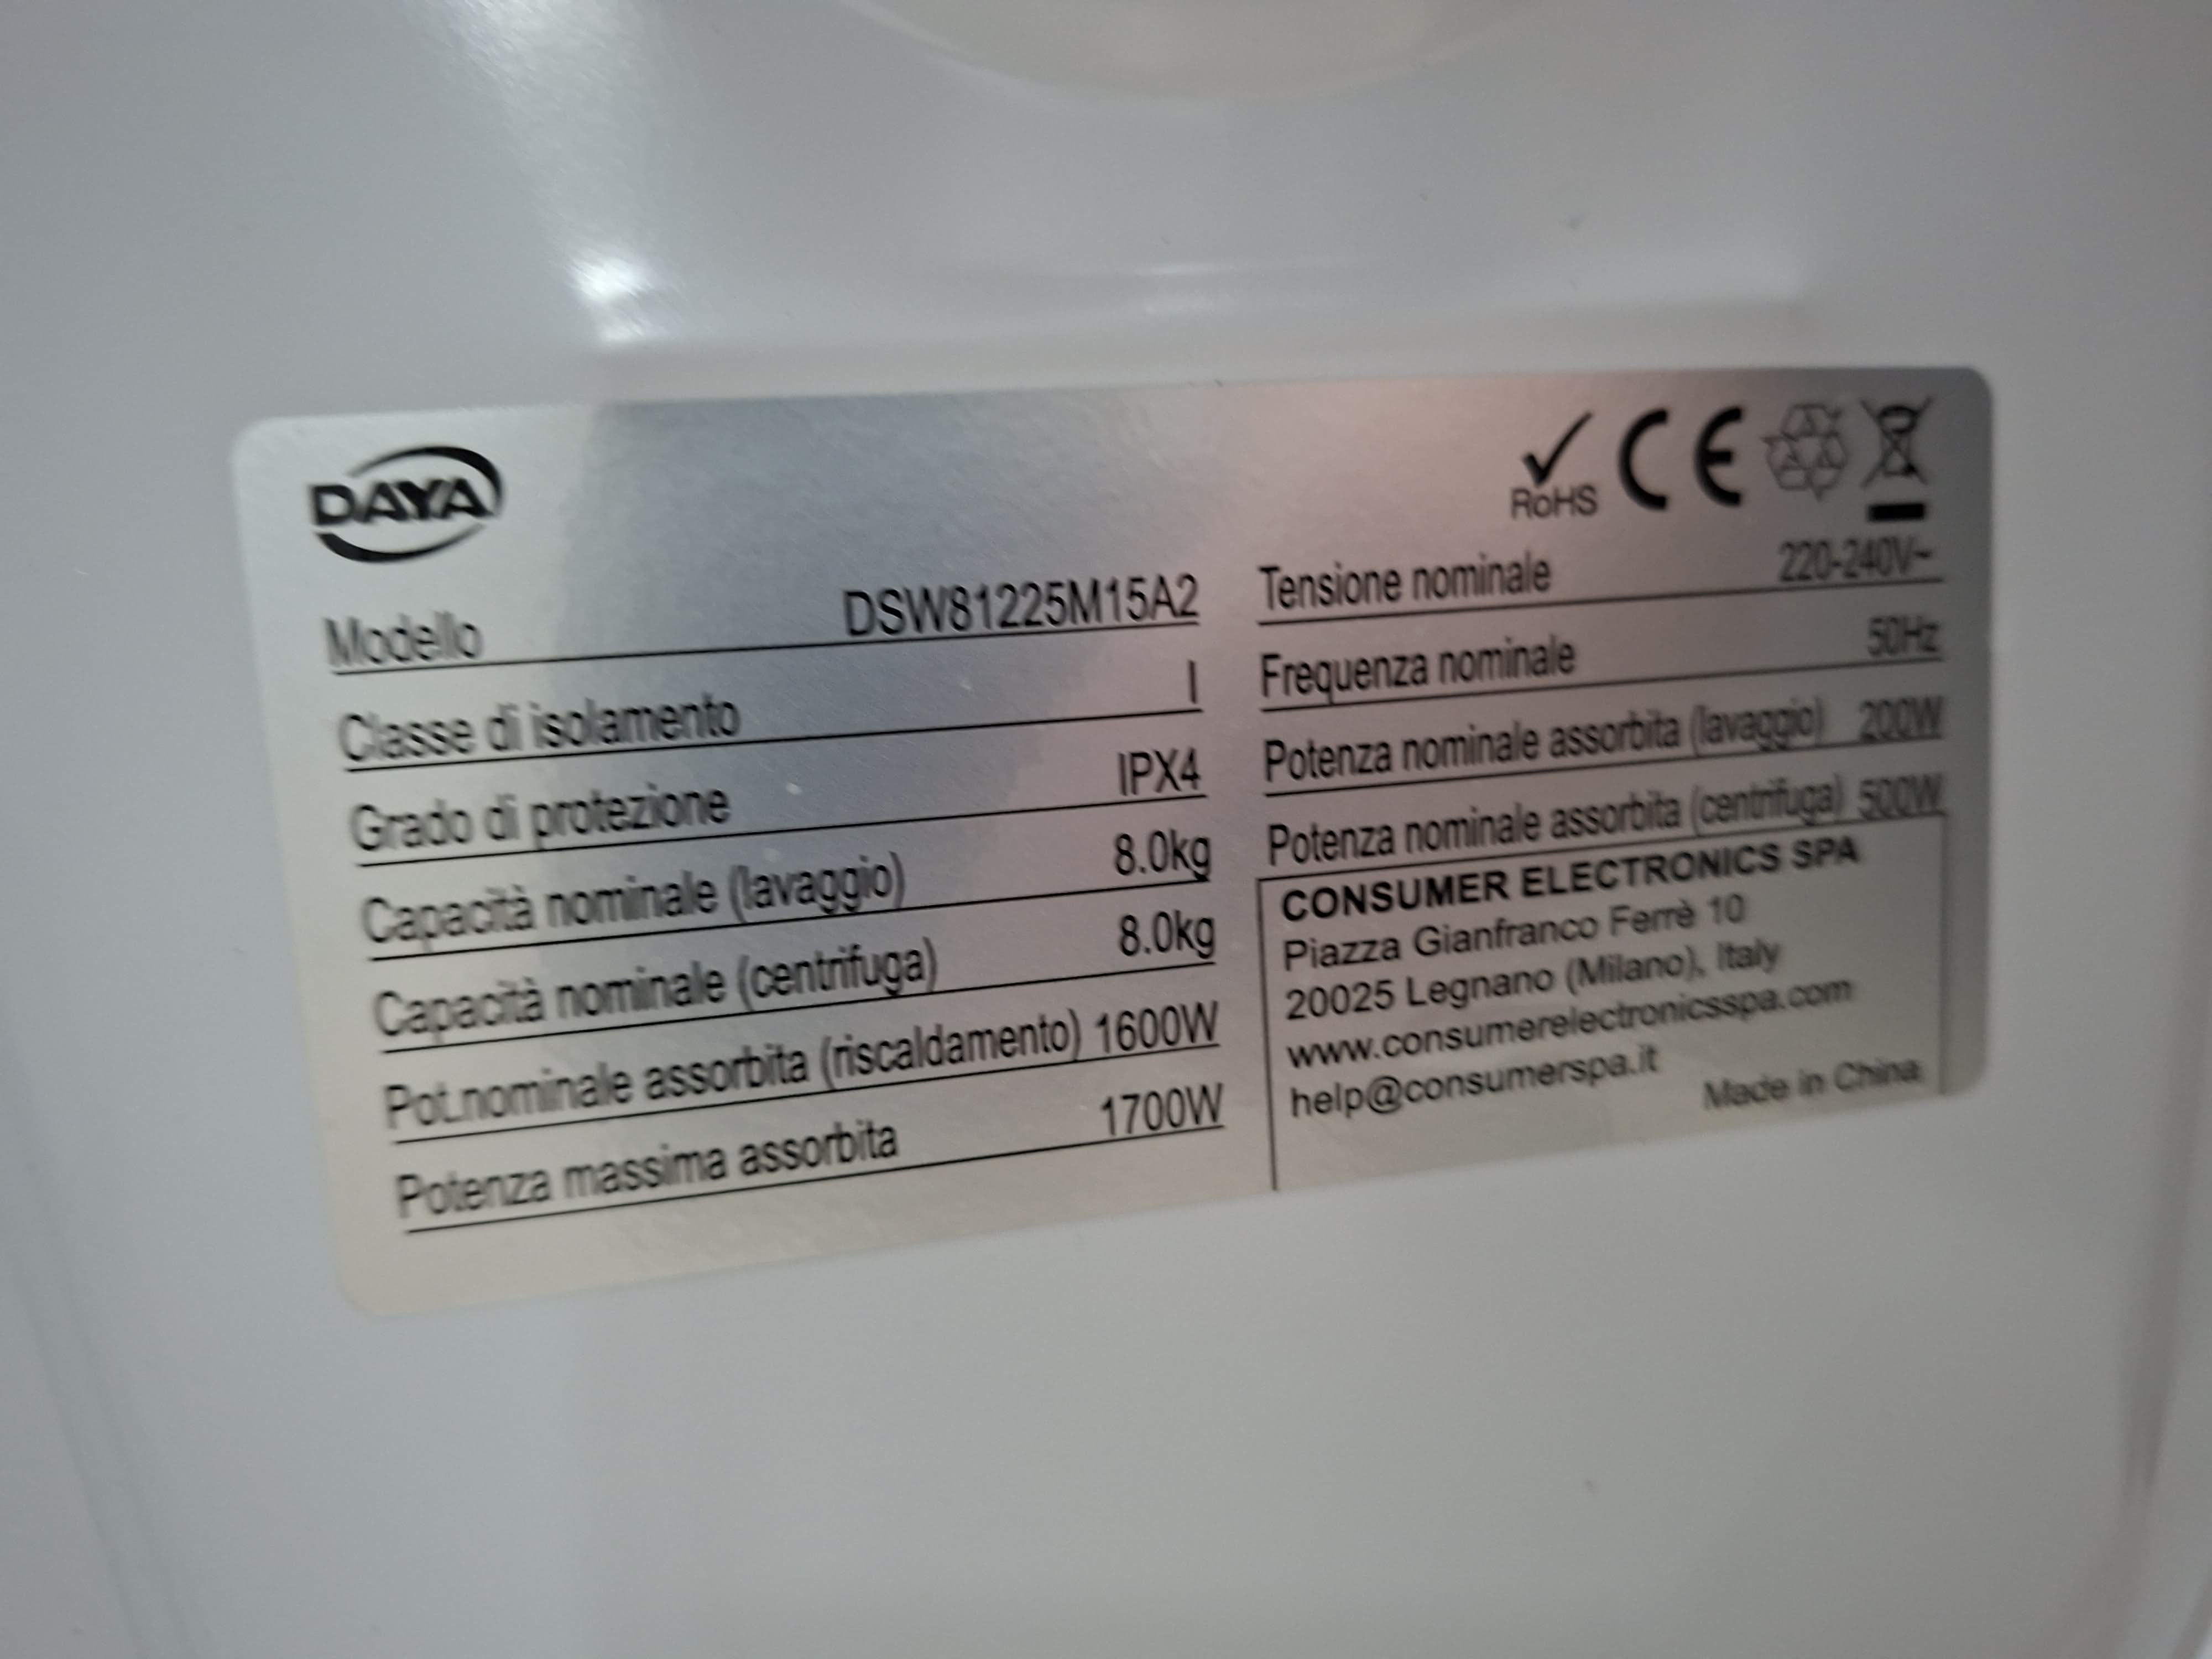 DAYA
RoHS CE
Modello DSW81225M15A2
Classe di isolamento I
Grado di protezione IPX4
Capacità nominale (lavaggio) 8.0kg
Capacità nominale (centrifuga) 8.0kg
Pot.nominale assorbita (riscaldamento) 1600W
Potenza massima assorbita 1700W
Tensione nominale 220-240V~
Frequenza nominale 50Hz
Potenza nominale assorbita (lavaggio) 200W
Potenza nominale assorbita (centrifuga) 500W
CONSUMER ELECTRONICS SPA
Piazza Gianfranco Ferrè 10
20025 Legnano (Milano), Italy
www.consumerelectronicsspa.com
help@consumerspa.it
Made in China